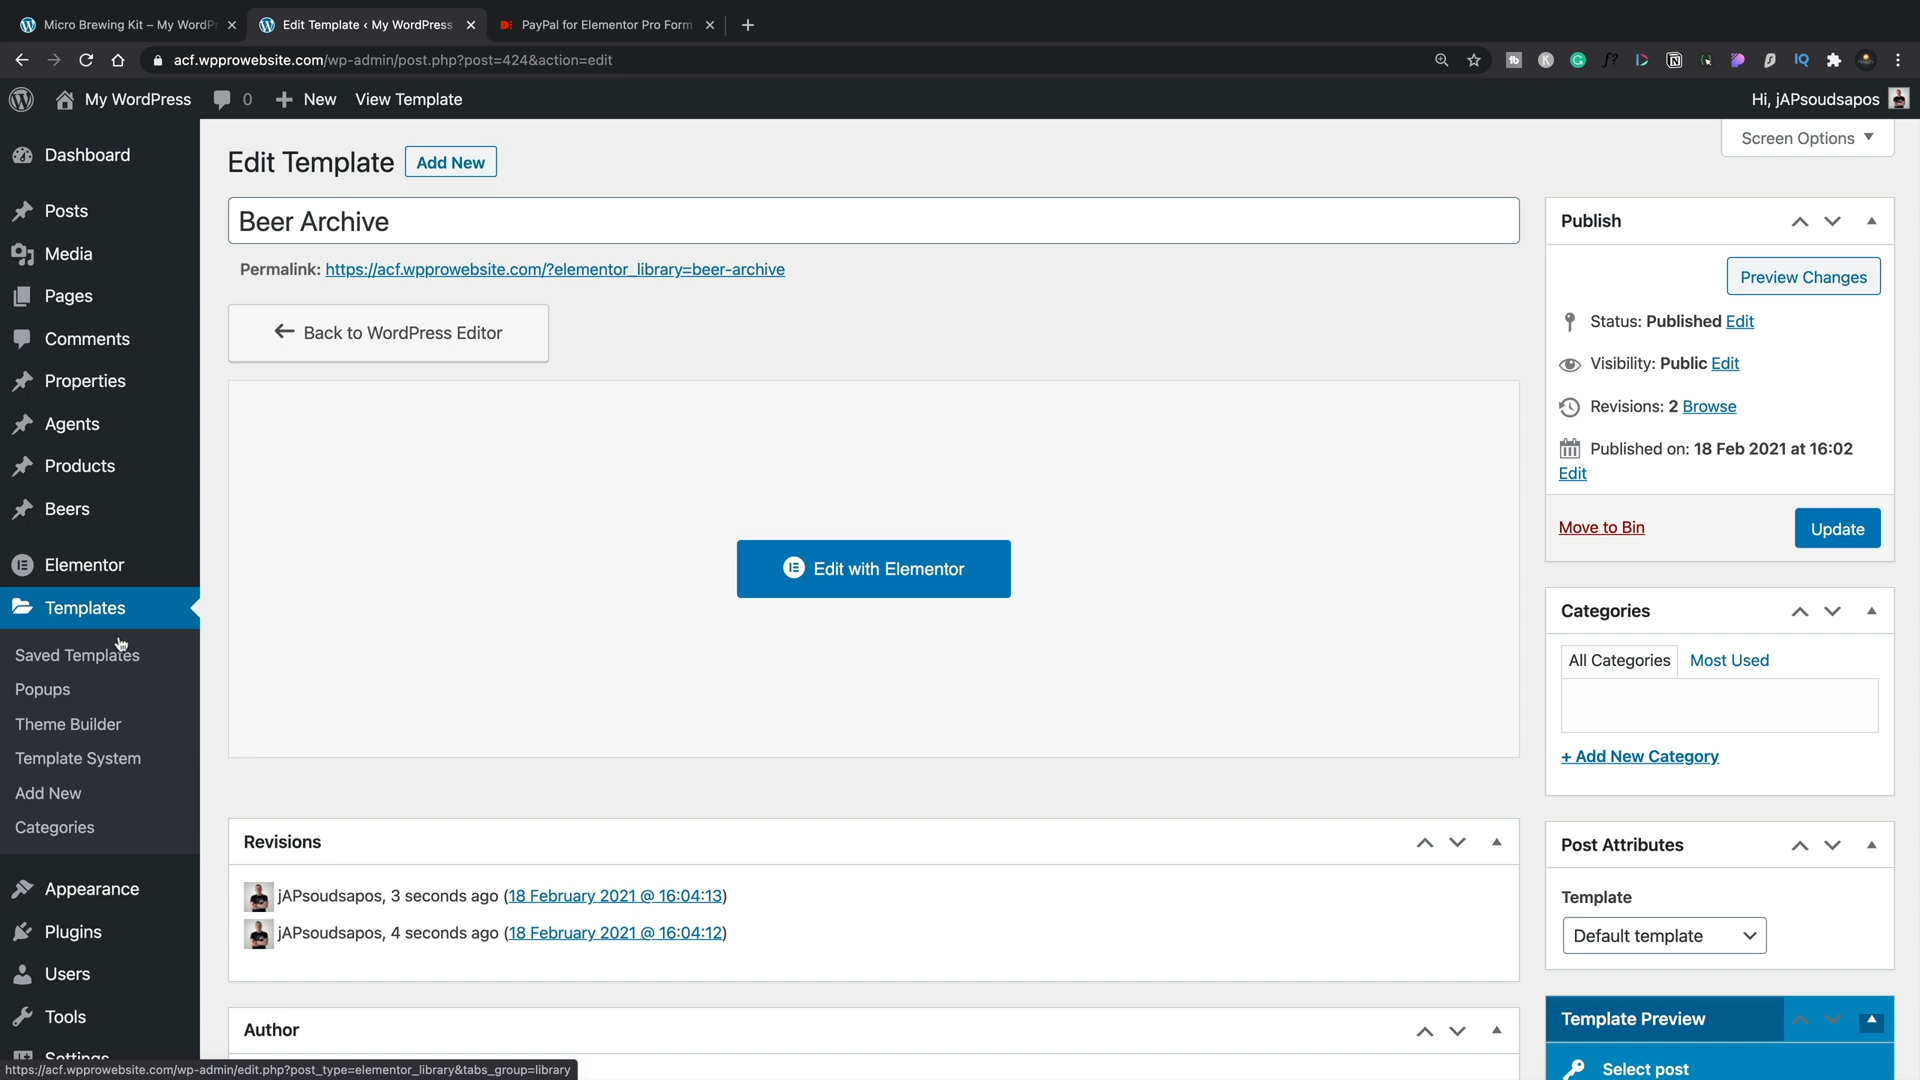 Micro Brewing Kit – My WordP
Edit Template ‹ My WordPress
PayPal for Elementor Pro Form
acf.wpprowebsite.com/wp-admin/post.php?post=424&action=edit
My WordPress
0
New
View Template
Hi, jAPsoudsapos
Screen Options
Dashboard
Posts
Media
Pages
Comments
Properties
Agents
Products
Beers
Elementor
Templates
Saved Templates
Popups
Theme Builder
Template System
Add New
Categories
Appearance
Plugins
Users
Tools
Settings
Edit Template
Add New
Beer Archive
Permalink: https://acf.wpprowebsite.com/?elementor_library=beer-archive
Back to WordPress Editor
Edit with Elementor
Revisions
jAPsoudsapos, 3 seconds ago (18 February 2021 @ 16:04:13)
jAPsoudsapos, 4 seconds ago (18 February 2021 @ 16:04:12)
Author
Publish
Preview Changes
Status: Published Edit
Visibility: Public Edit
Revisions: 2 Browse
Published on: 18 Feb 2021 at 16:02
Edit
Move to Bin
Update
Categories
All Categories
Most Used
+ Add New Category
Post Attributes
Template
Default template
Template Preview
Select post
https://acf.wpprowebsite.com/wp-admin/edit.php?post_type=elementor_library&tabs_group=library